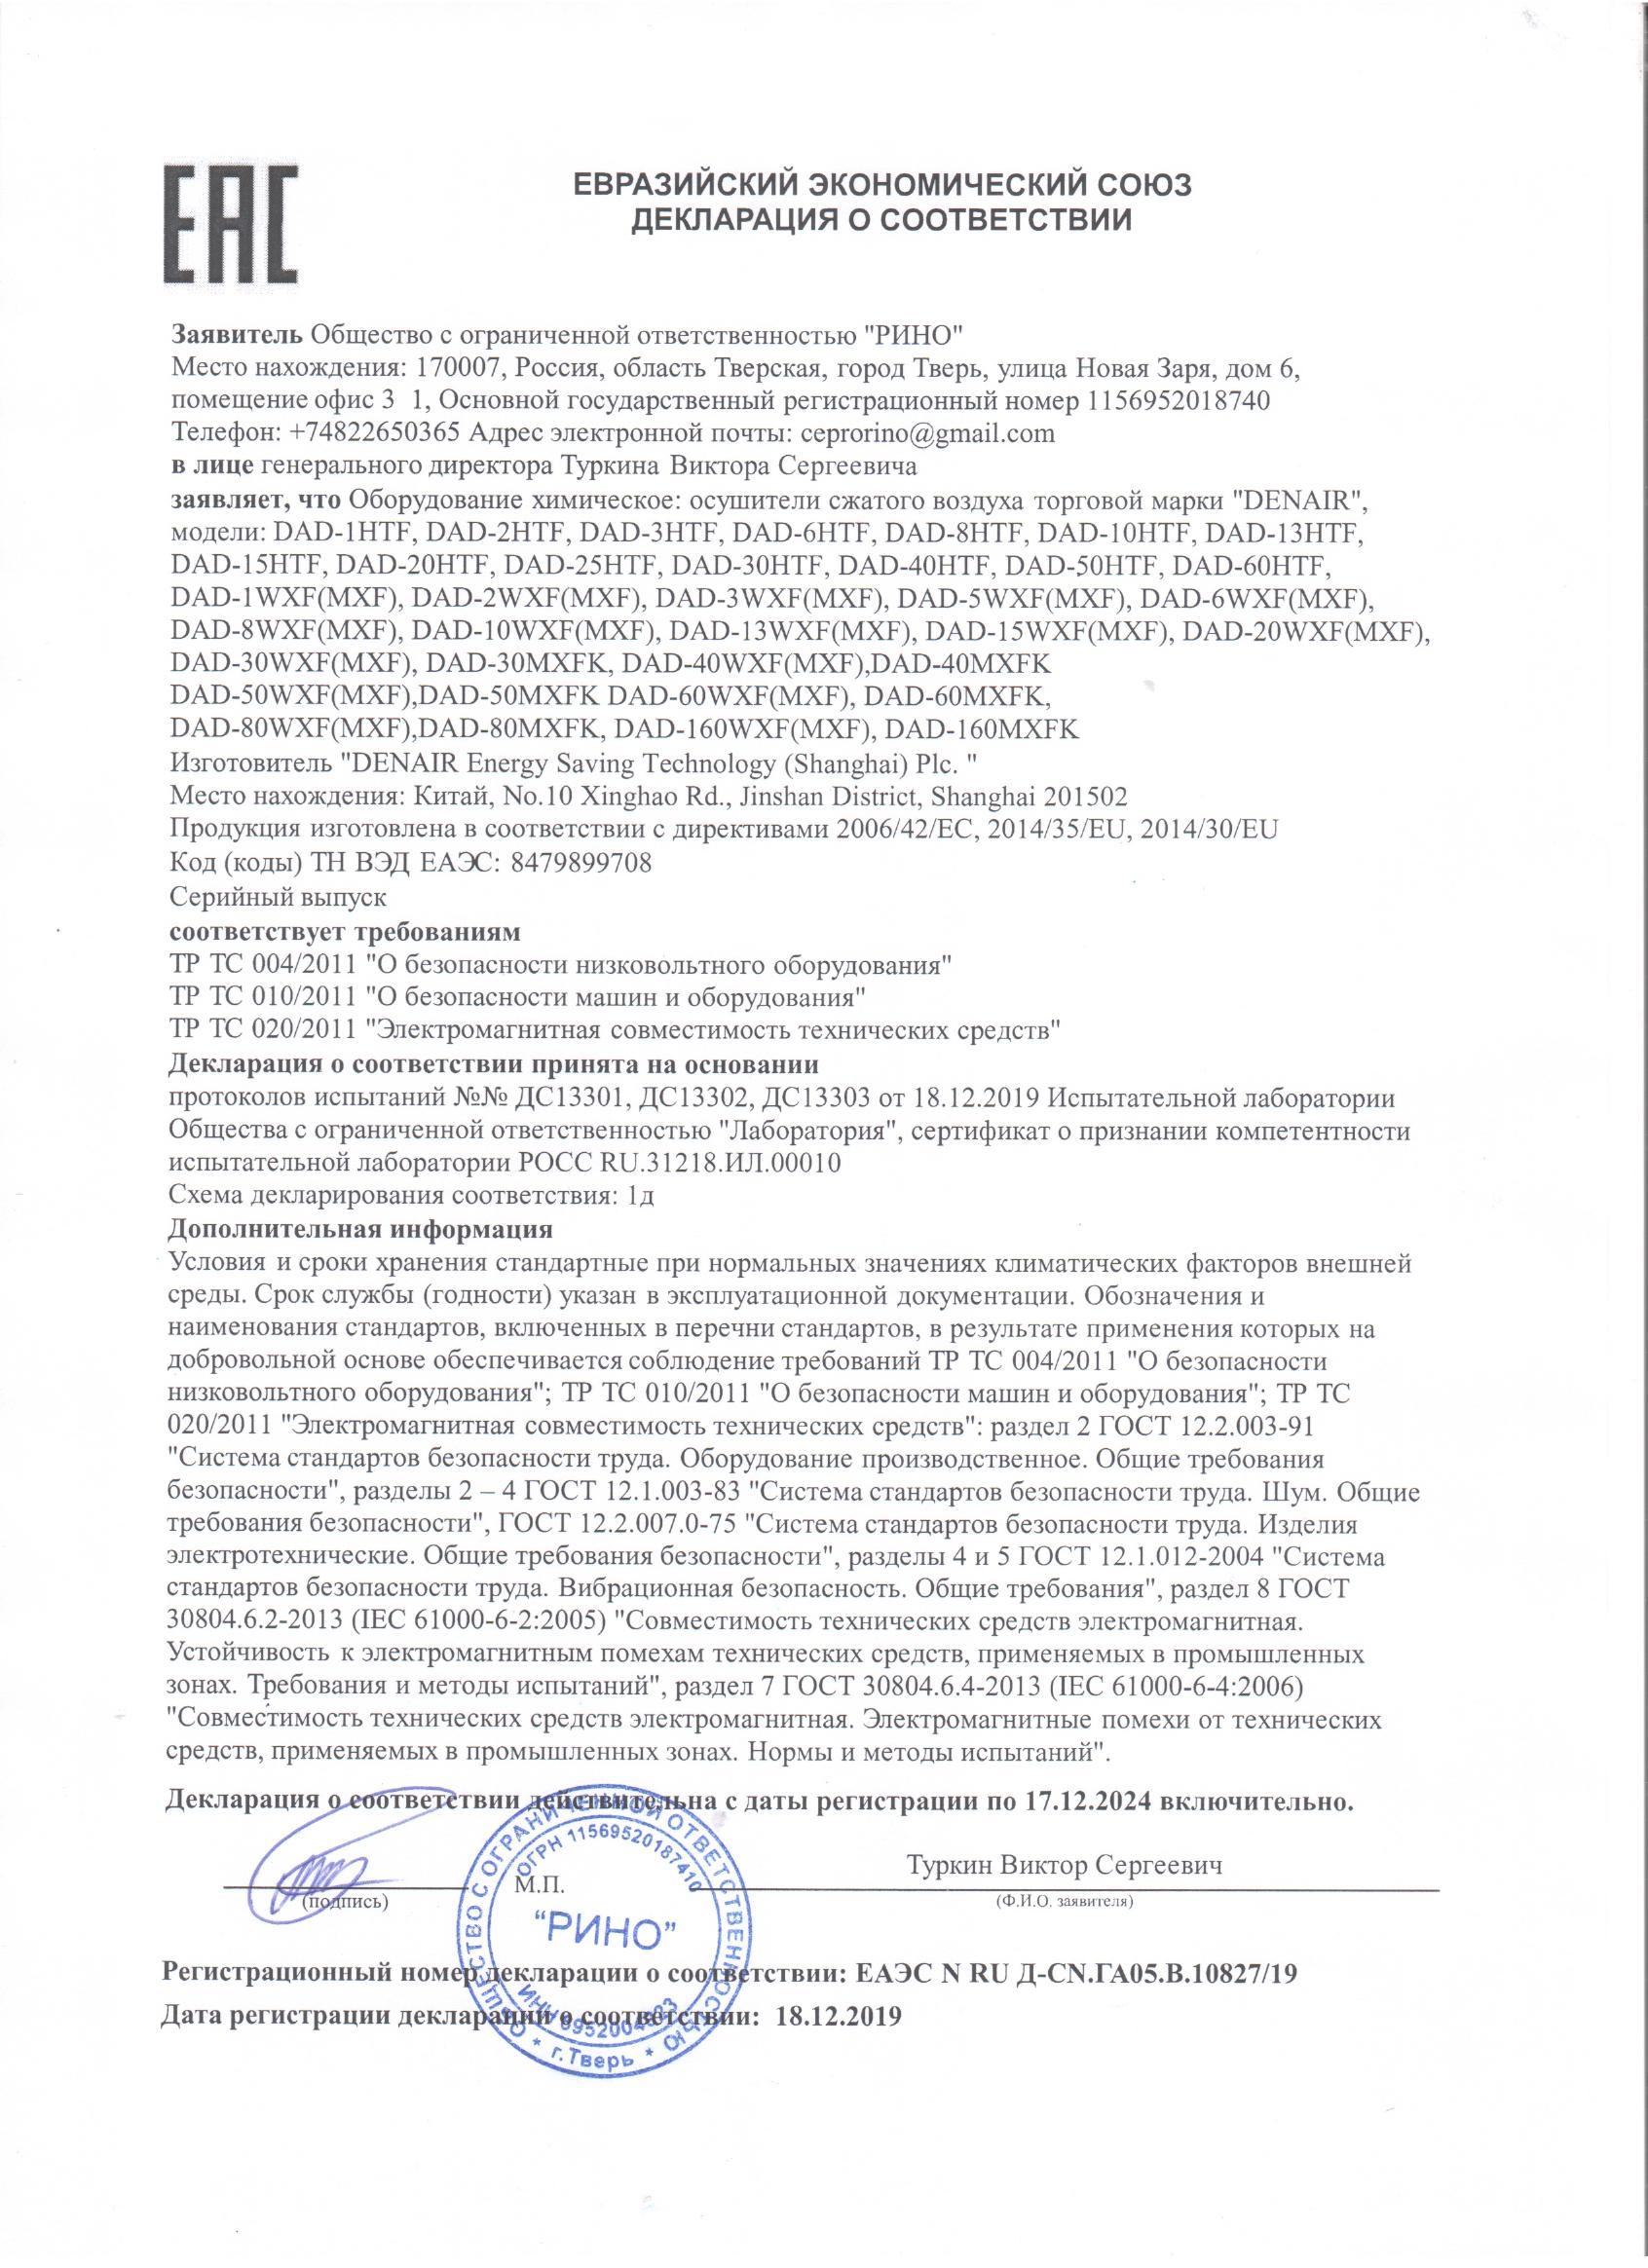 ЕАС
ЕВРАЗИЙСКИЙ ЭКОНОМИЧЕСКИЙ СОЮЗ
ДЕКЛАРАЦИЯ О СООТВЕТСТВИИ
Заявитель Общество с ограниченной ответственностью "РИНО"
Место нахождения: 170007, Россия, область Тверская, город Тверь, улица Новая Заря, дом 6,
помещение офис 3 1, Основной государственный регистрационный номер 1156952018740
Телефон: +74822650365 Адрес электронной почты: ceprorino@gmail.com
в лице генерального директора Туркина Виктора Сергеевича
заявляет, что Оборудование химическое: осушители сжатого воздуха торговой марки "DENAIR",
модели: DAD-1HTF, DAD-2HTF, DAD-3HTF, DAD-6HTF, DAD-8HTF, DAD-10HTF, DAD-13HTF,
DAD-15HTF, DAD-20HTF, DAD-25HTF, DAD-30HTF, DAD-40HTF, DAD-50HTF, DAD-60HTF,
DAD-1WXF(MXF), DAD-2WXF(MXF), DAD-3WXF(MXF), DAD-5WXF(MXF), DAD-6WXF(MXF),
DAD-8WXF(MXF), DAD-10WXF(MXF), DAD-13WXF(MXF), DAD-15WXF(MXF), DAD-20WXF(MXF),
DAD-30WXF(MXF), DAD-30MXFK, DAD-40WXF(MXF),DAD-40MXFK
DAD-50WXF(MXF),DAD-50MXFK DAD-60WXF(MXF), DAD-60MXFK,
DAD-80WXF(MXF),DAD-80MXFK, DAD-160WXF(MXF), DAD-160MXFK
Изготовитель "DENAIR Energy Saving Technology (Shanghai) Plc. "
Место нахождения: Китай, No.10 Xinghao Rd., Jinshan District, Shanghai 201502
Продукция изготовлена в соответствии с директивами 2006/42/EC, 2014/35/EU, 2014/30/EU
Код (коды) ТН ВЭД ЕАЭС: 8479899708
Серийный выпуск
соответствует требованиям
ТР ТС 004/2011 "О безопасности низковольтного оборудования"
ТР ТС 010/2011 "О безопасности машин и оборудования"
ТР ТС 020/2011 "Электромагнитная совместимость технических средств"
Декларация о соответствии принята на основании
протоколов испытаний №№ ДС13301, ДС13302, ДС13303 от 18.12.2019 Испытательной лаборатории
Общества с ограниченной ответственностью "Лаборатория", сертификат о признании компетентности
испытательной лаборатории РОСС RU.31218.ИЛ.00010
Схема декларирования соответствия: 1д
Дополнительная информация
Условия и сроки хранения стандартные при нормальных значениях климатических факторов внешней
среды. Срок службы (годности) указан в эксплуатационной документации. Обозначения и
наименования стандартов, включенных в перечни стандартов, в результате применения которых на
добровольной основе обеспечивается соблюдение требований ТР ТС 004/2011 "О безопасности
низковольтного оборудования"; ТР ТС 010/2011 "О безопасности машин и оборудования"; ТР ТС
020/2011 "Электромагнитная совместимость технических средств": раздел 2 ГОСТ 12.2.003-91
"Система стандартов безопасности труда. Оборудование производственное. Общие требования
безопасности", разделы 2 – 4 ГОСТ 12.1.003-83 "Система стандартов безопасности труда. Шум. Общие
требования безопасности", ГОСТ 12.2.007.0-75 "Система стандартов безопасности труда. Изделия
электротехнические. Общие требования безопасности", разделы 4 и 5 ГОСТ 12.1.012-2004 "Система
стандартов безопасности труда. Вибрационная безопасность. Общие требования", раздел 8 ГОСТ
30804.6.2-2013 (IEC 61000-6-2:2005) "Совместимость технических средств электромагнитная.
Устойчивость к электромагнитным помехам технических средств, применяемых в промышленных
зонах. Требования и методы испытаний", раздел 7 ГОСТ 30804.6.4-2013 (IEC 61000-6-4:2006)
"Совместимость технических средств электромагнитная. Электромагнитные помехи от технических
средств, применяемых в промышленных зонах. Нормы и методы испытаний".
Декларация о соответствии действительна с даты регистрации по 17.12.2024 включительно.
Туркин Виктор Сергеевич
М.П.
(подпись)
(Ф.И.О. заявителя)
ОБЩЕСТВО С ОГРАНИЧЕННОЙ ОТВЕТСТВЕННОСТЬЮ
ОГРН
"РИНО"
ИНН
* г.Тверь *
Регистрационный номер декларации о соответствии: ЕАЭС N RU Д-CN.ГА05.В.10827/19
Дата регистрации декларации о соответствии: 18.12.2019